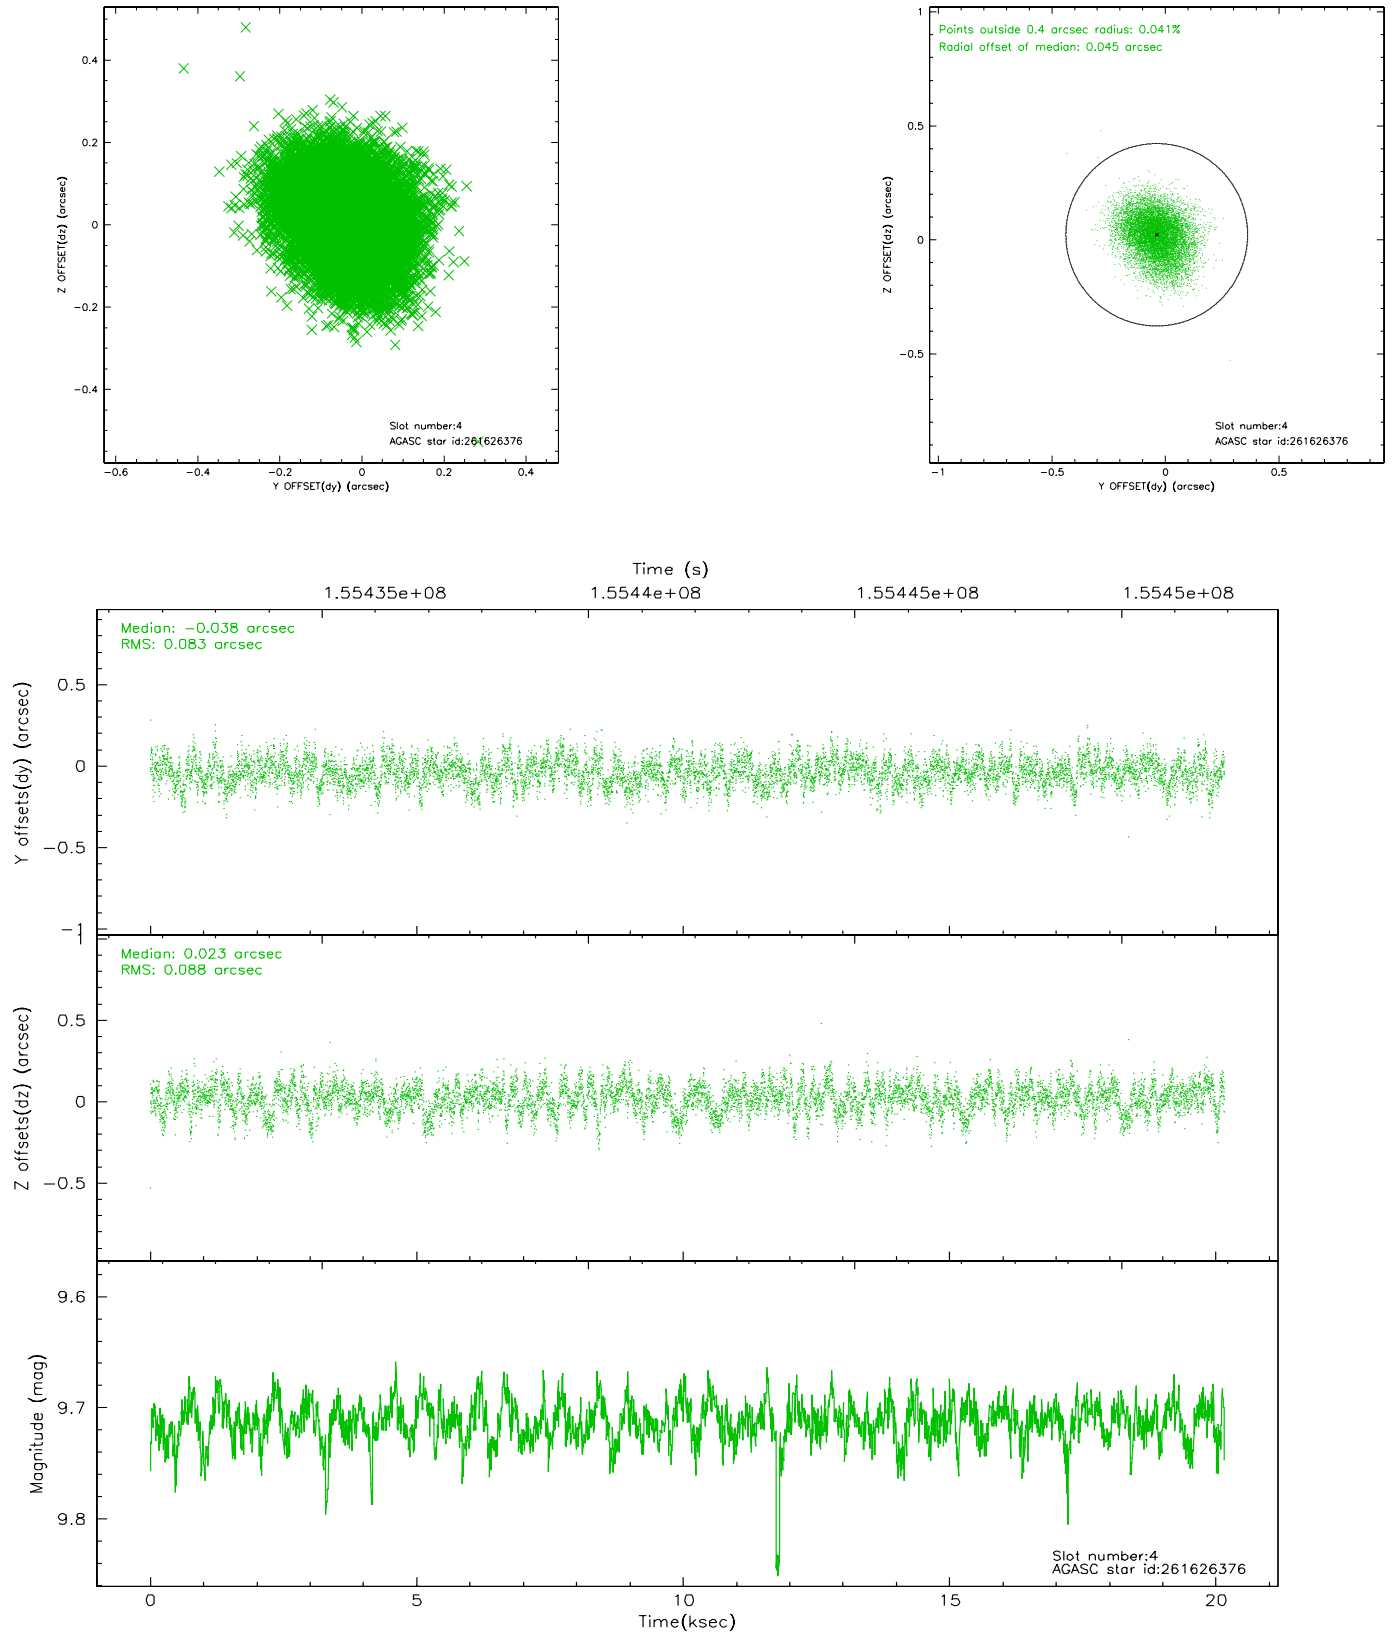 0.4
0.2
0
−0.2
−0.4
Z OFFSET(dz) (arcsec)
Slot number:4
AGASC star id:261626376
−0.6
−0.4
−0.2
0
0.2
0.4
Y OFFSET(dy) (arcsec)
Points outside 0.4 arcsec radius: 0.041%
Radial offset of median: 0.045 arcsec
1
0.5
0
−0.5
Z OFFSET(dz) (arcsec)
Slot number:4
AGASC star id:261626376
−1
−0.5
0
0.5
Y OFFSET(dy) (arcsec)
Time (s)
1.55435e+08
1.5544e+08
1.55445e+08
1.5545e+08
Median: −0.038 arcsec
RMS: 0.083 arcsec
0.5
0
−0.5
−1
Y offsets(dy) (arcsec)
Median: 0.023 arcsec
RMS: 0.088 arcsec
1
0.5
0
−0.5
Z offsets(dz) (arcsec)
9.6
9.7
9.8
Magnitude (mag)
Slot number:4
AGASC star id:261626376
0
5
10
15
20
Time(ksec)